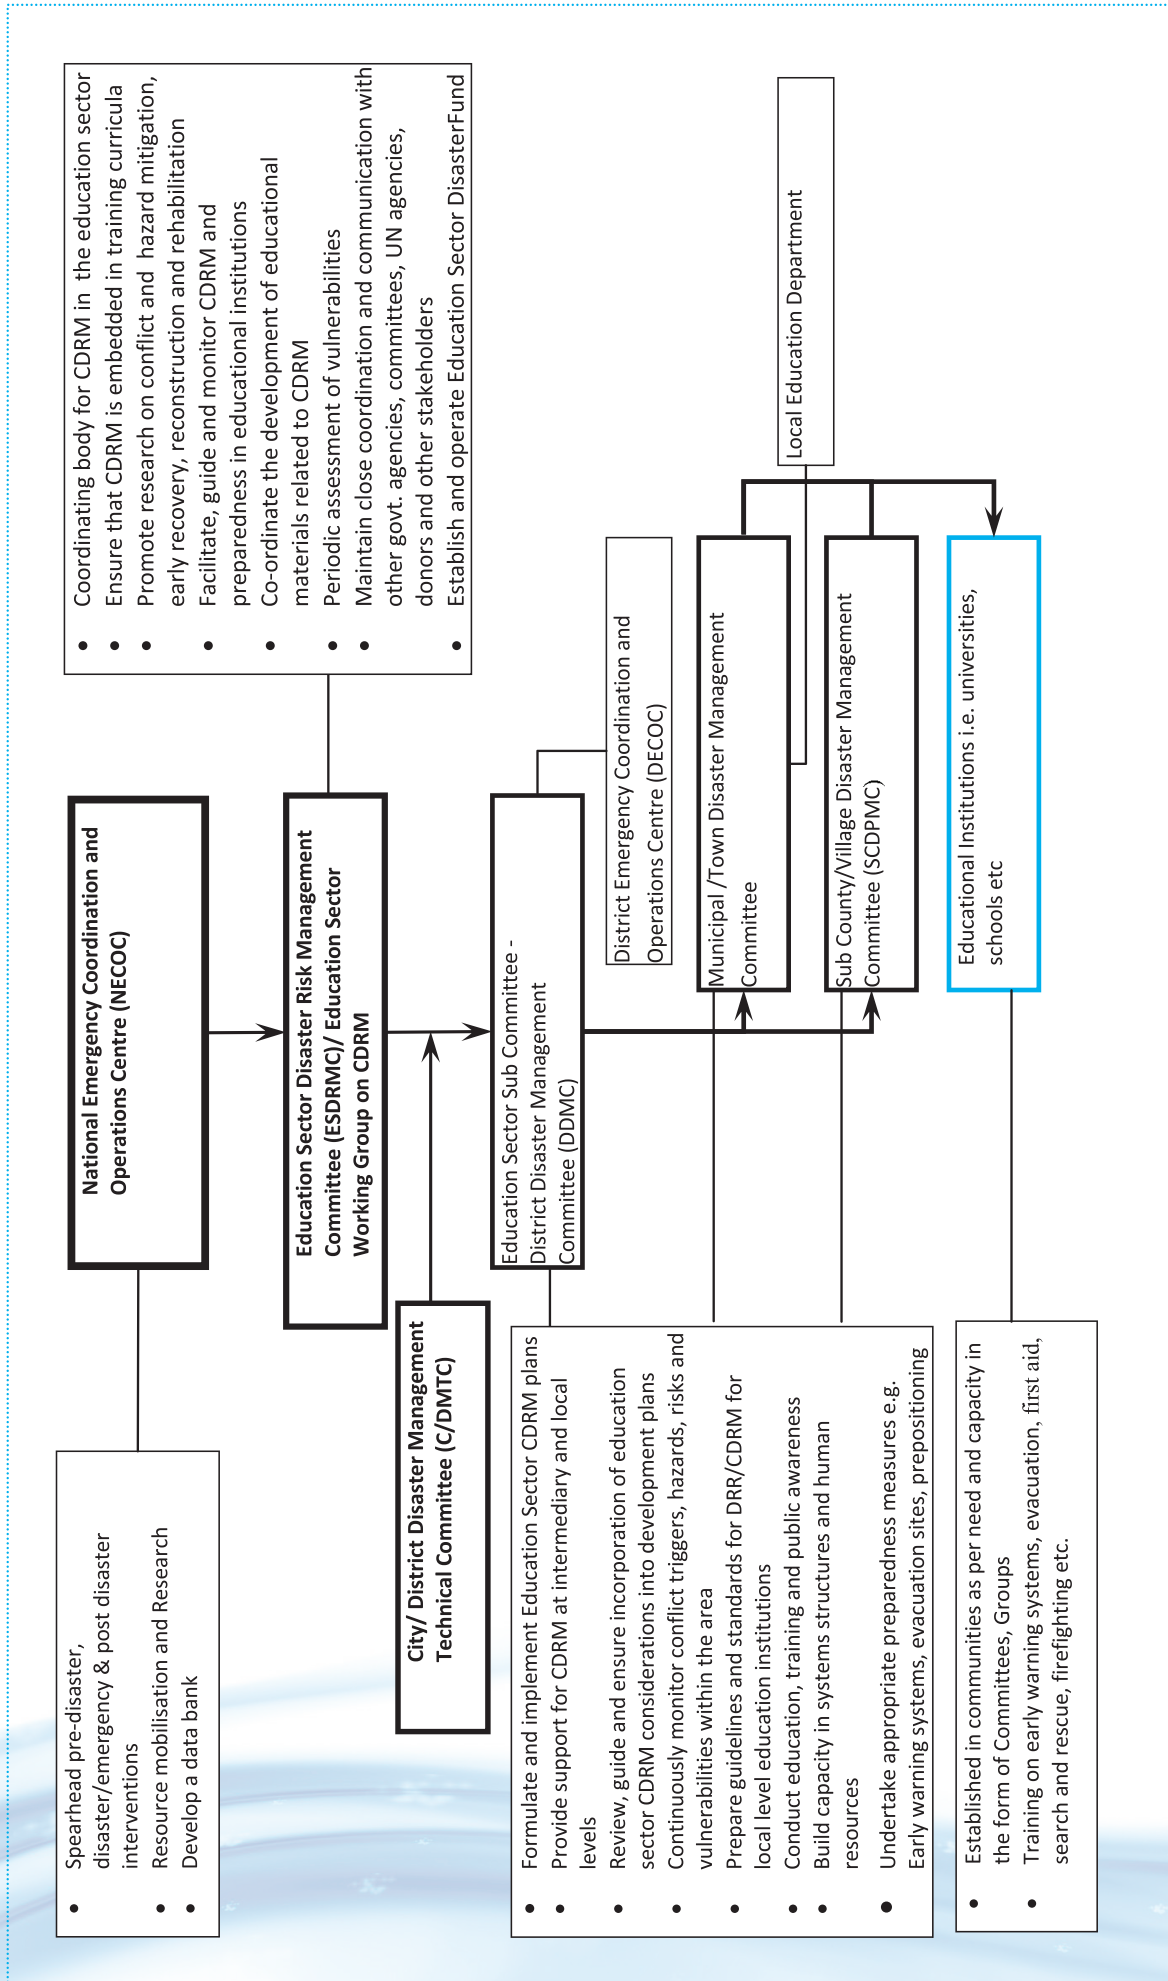 National Emergency Coordination and
Operations Centre (NECOC)
Spearhead pre-disaster,
disaster/emergency & post disaster
interventions
Resource mobilisation and Research
Develop a data bank
Education Sector Disaster Risk Management
Committee (ESDRMC)/ Education Sector
Working Group on CDRM
Coordinating body for CDRM in the education sector
Ensure that CDRM is embedded in training curricula
Promote research on conflict and hazard mitigation,
early recovery, reconstruction and rehabilitation
Facilitate, guide and monitor CDRM and
preparedness in educational institutions
Co-ordinate the development of educational
materials related to CDRM
Periodic assessment of vulnerabilities
Maintain close coordination and communication with
other govt. agencies, committees, UN agencies,
donors and other stakeholders
Establish and operate Education Sector DisasterFund
City/ District Disaster Management
Technical Committee (C/DMTC)
Education Sector Sub Committee -
District Disaster Management
Committee (DDMC)
District Emergency Coordination and
Operations Centre (DECOC)
Formulate and implement Education Sector CDRM plans
Provide support for CDRM at intermediary and local
levels
Review, guide and ensure incorporation of education
sector CDRM considerations into development plans
Continuously monitor conflict triggers, hazards, risks and
vulnerabilities within the area
Prepare guidelines and standards for DRR/CDRM for
local level education institutions
Conduct education, training and public awareness
Build capacity in systems structures and human
resources
Undertake appropriate preparedness measures e.g.
Early warning systems, evacuation sites, prepositioning
Municipal /Town Disaster Management
Committee
Local Education Department
Sub County/Village Disaster Management
Committee (SCDPMC)
Educational Institutions i.e. universities,
schools etc
Established in communities as per need and capacity in
the form of Committees, Groups
Training on early warning systems, evacuation, first aid,
search and rescue, firefighting etc.